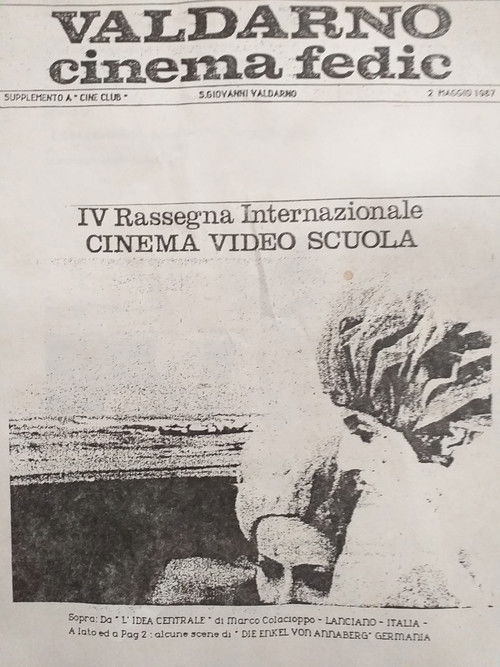 VALDARNO
cinema fedic
SUPPLEMENTO A " CINE CLUB " S.GIOVANNI VALDARNO 2 MAGGIO 1987
IV Rassegna Internazionale
CINEMA VIDEO SCUOLA
Sopra: Da " L' IDEA CENTRALE " di Marco Colacioppo - LANCIANO - ITALIA -
A lato ed a Pag 2 : alcune scene di " DIE ENKEL VON ANNABERG" GERMANIA